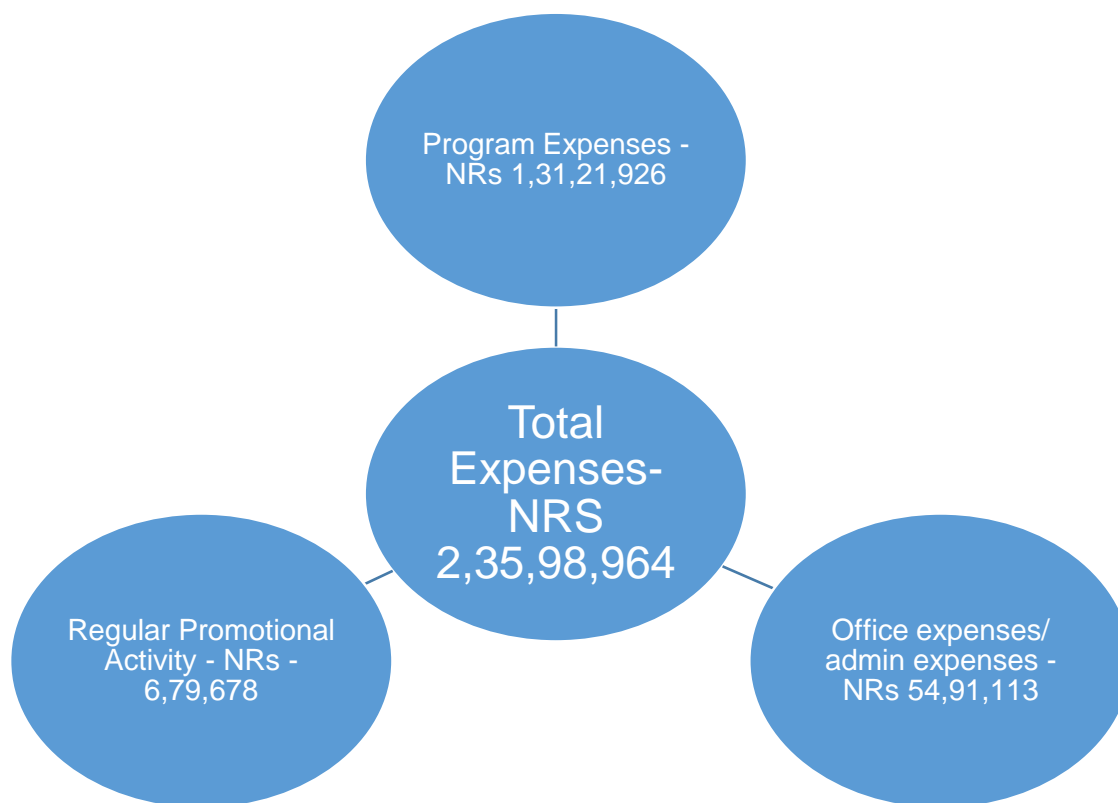 Program Expenses -
NRs 1,31,21,926
Total
Expenses-
NRS
2,35,98,964
Regular Promotional
Activity - NRs -
6,79,678
Office expenses/
admin expenses -
NRs 54,91,113